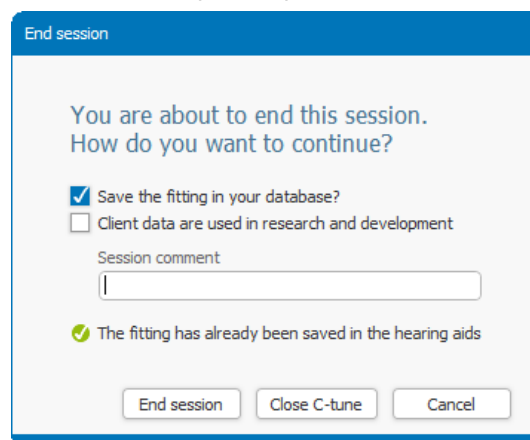 End session
You are about to end this session.
How do you want to continue?
Save the fitting in your database?
Client data are used in research and development
Session comment
The fitting has already been saved in the hearing aids
End session Close C-tune Cancel